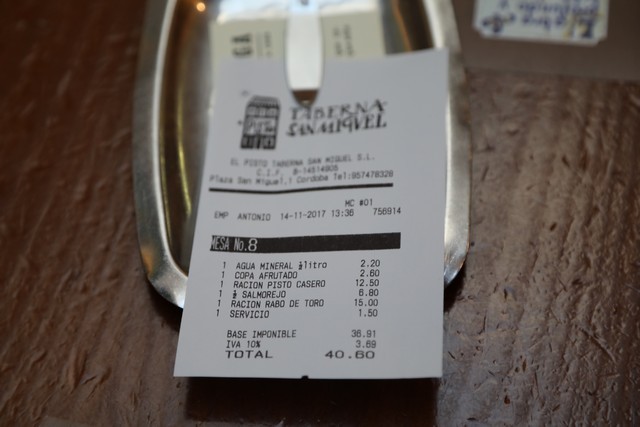 GA
TABERNA
SAN MIGUEL
EL PISTO TABERNA SAN MIGUEL S.L.
C.I.F. B-14514905
Plaza San Miguel,1 Cordoba Tel:957478328
MC #01
EMP ANTONIO 14-11-2017 13:36 756914
MESA No.8
1 AGUA MINERAL ½litro 2.20
1 COPA AFRUTADO 2.60
1 RACION PISTO CASERO 12.50
1 ½ SALMOREJO 6.80
1 RACION RABO DE TORO 15.00
1 SERVICIO 1.50
BASE IMPONIBLE 36.91
IVA 10% 3.69
TOTAL 40.60